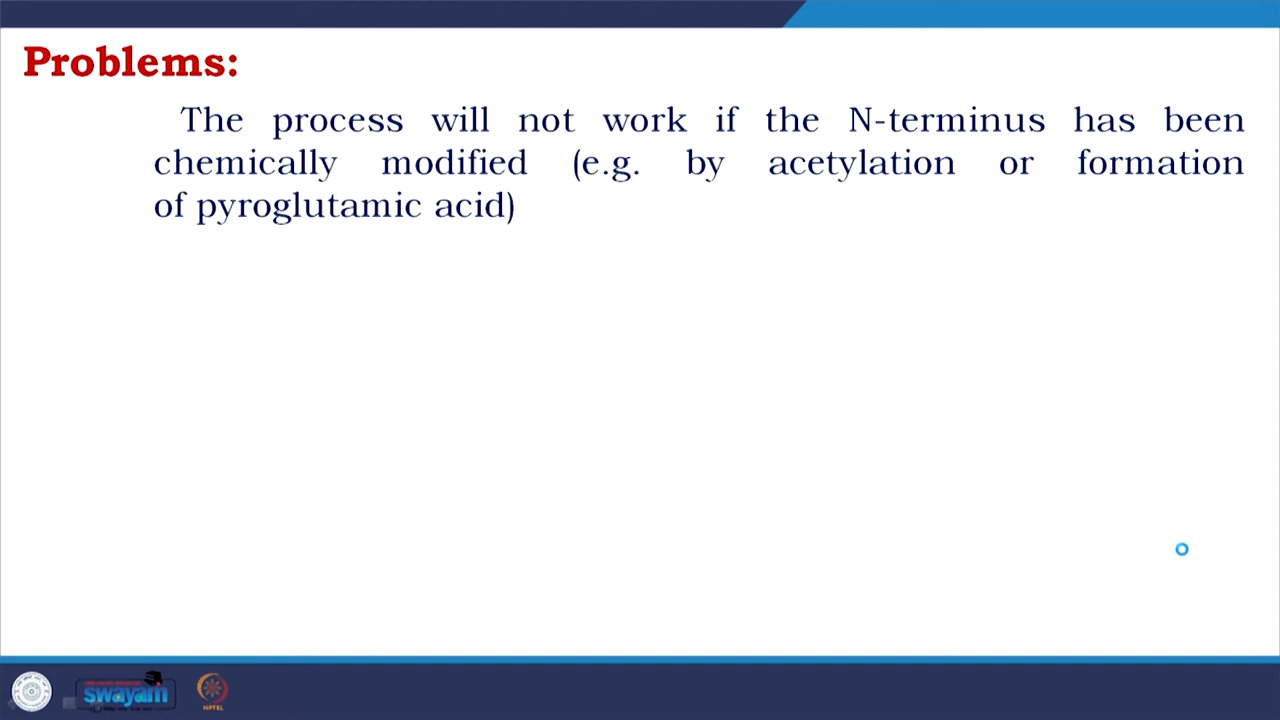 Problems:
The process will not work if the N-terminus has been
chemically modified (e.g. by acetylation or formation
of pyroglutamic acid)
swayam
NPTEL